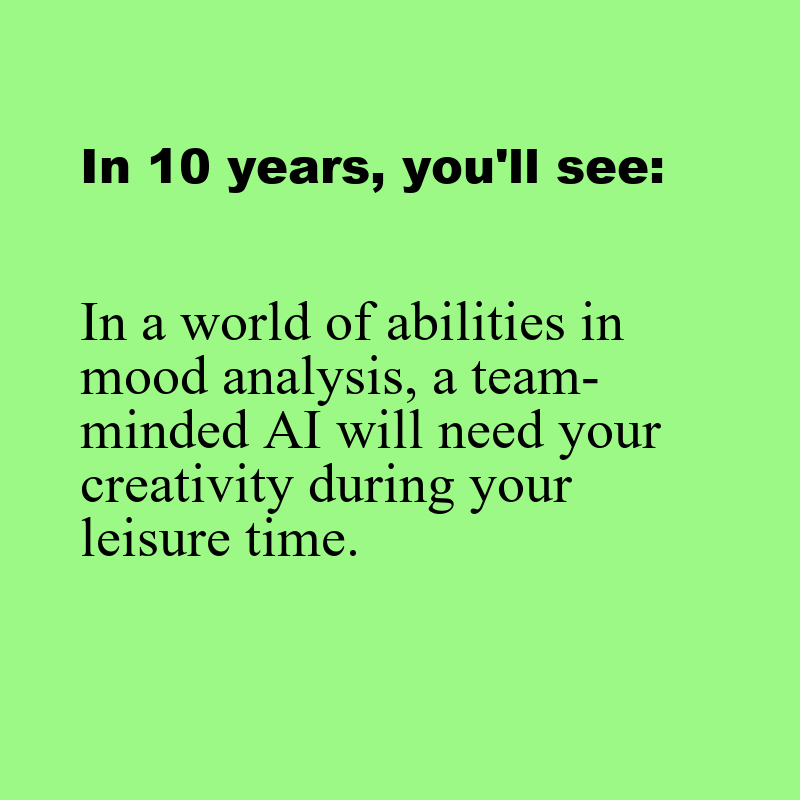 In 10 years, you'll see:
In a world of abilities in
mood analysis, a team-
minded AI will need your
creativity during your
leisure time.